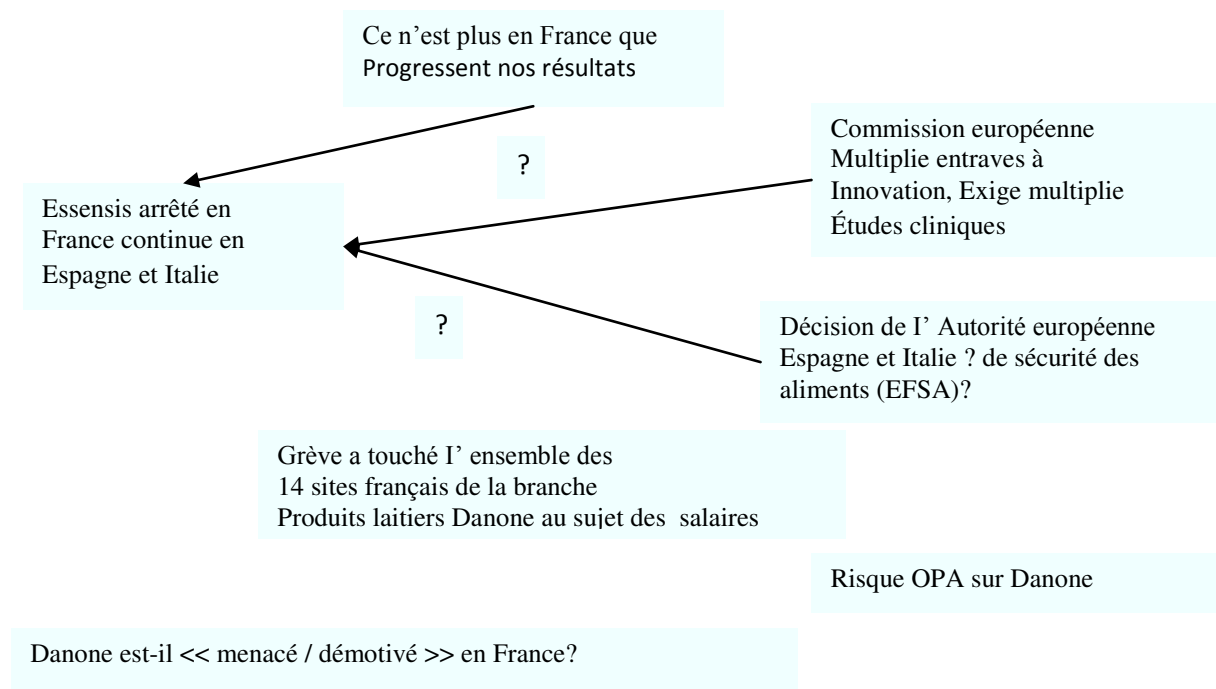 Ce n’est plus en France que
Progressent nos résultats
?
Commission européenne
Multiplie entraves à
Innovation, Exige multiplie
Études cliniques
Essensis arrêté en
France continue en
Espagne et Italie
?
Décision de I’ Autorité européenne
Espagne et Italie ? de sécurité des
aliments (EFSA)?
Grève a touché I’ ensemble des
14 sites français de la branche
Produits laitiers Danone au sujet des salaires
Risque OPA sur Danone
Danone est-il << menacé / démotivé >> en France?